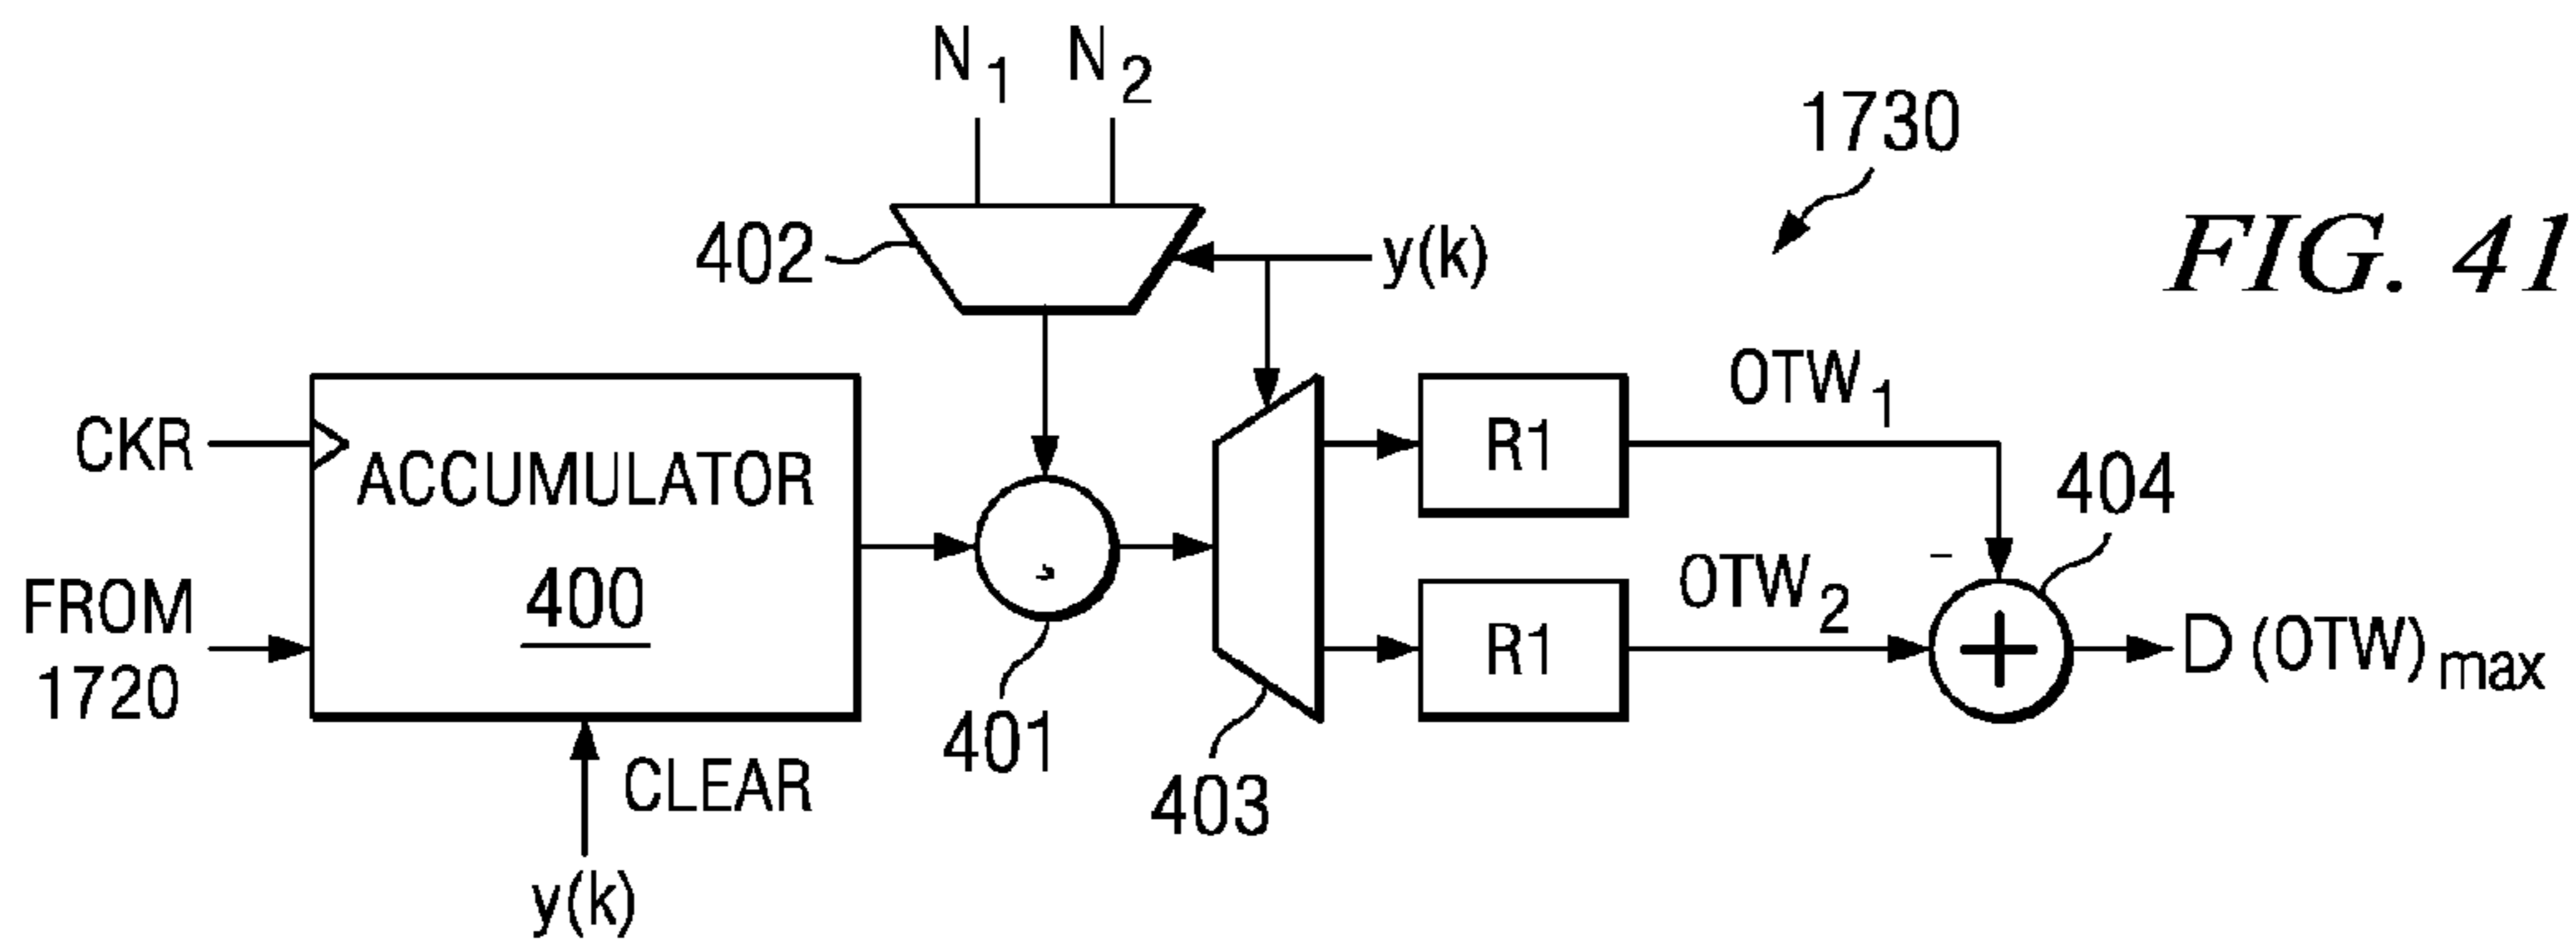 N1 N2
1730
FIG. 41
402
y(k)
OTW1
CKR
ACCUMULATOR
R1
404
400
FROM
1720
OTW2
R1
-
+
D (OTW)max
401
403
CLEAR
y(k)